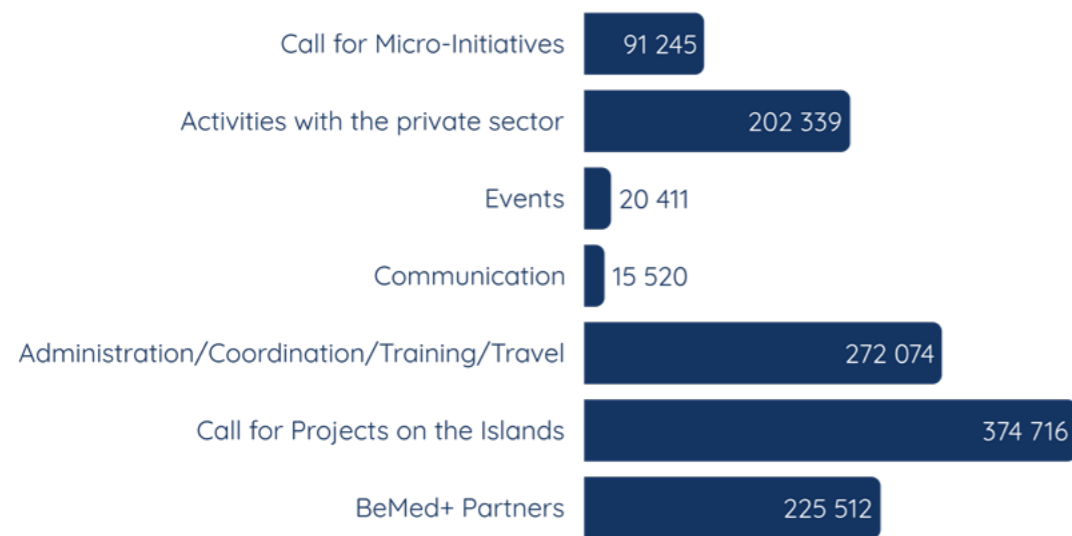 Call for Micro-Initiatives 91 245
Activities with the private sector 202 339
Events 20 411
Communication 15 520
Administration/Coordination/Training/Travel 272 074
Call for Projects on the Islands 374 716
BeMed+ Partners 225 512